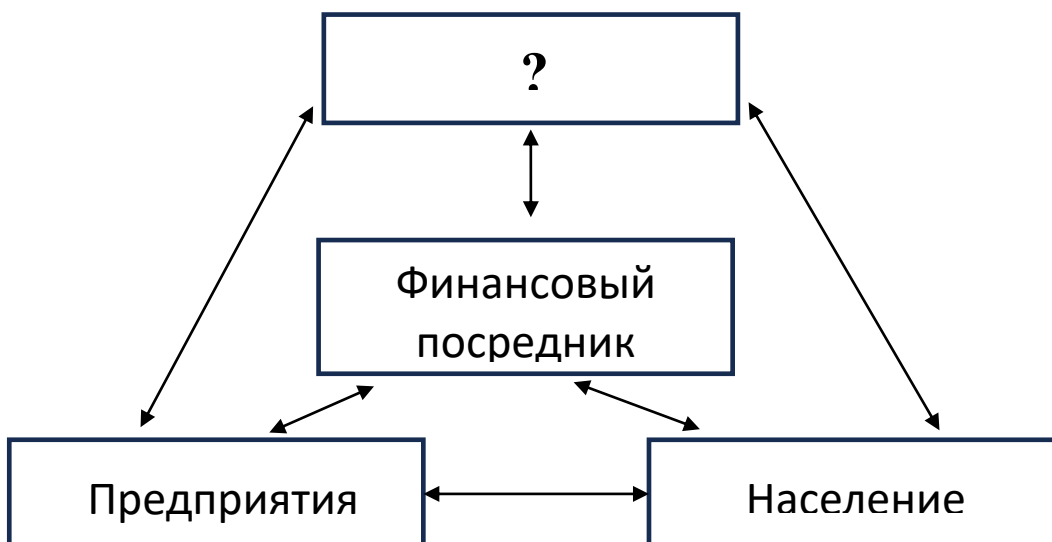 ?
Финансовый
посредник
Предприятия
Население